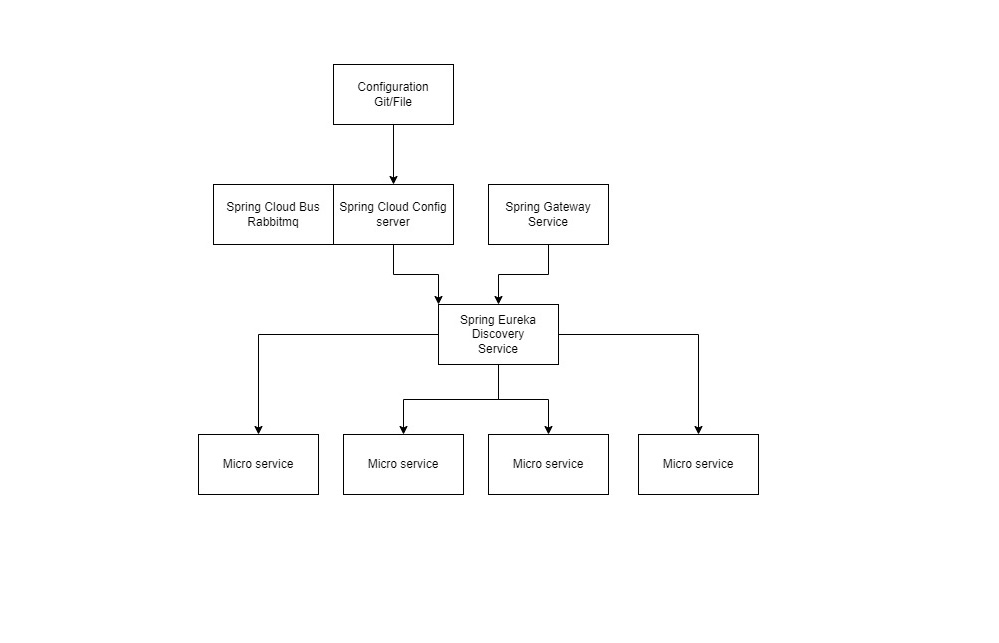 Configuration
Git/File
Spring Cloud Bus
Rabbitmq
Spring Cloud Config
server
Spring Gateway
Service
Spring Eureka
Discovery
Service
Micro service
Micro service
Micro service
Micro service